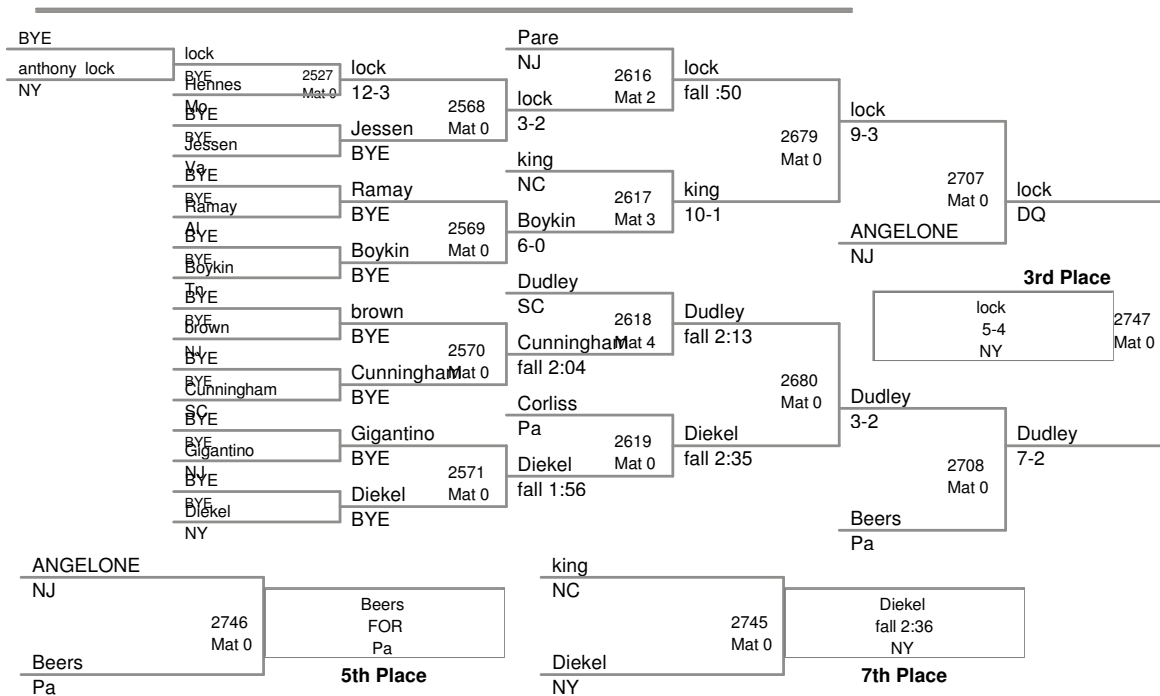 BYE
anthony lock
NY
lock
BYE
Hennes
Mo
2527
Mat 0
BYE
BYE
Jessen
Va
BYE
BYE
Ramay
Al
BYE
BYE
Boykin
Tn
BYE
BYE
brown
NJ
BYE
BYE
Cunningham
SC
BYE
BYE
Gigantino
NJ
BYE
BYE
Diekel
NY
lock
12-3
2568
Mat 0
Jessen
BYE
Ramay
BYE
2569
Mat 0
Boykin
BYE
brown
BYE
2570
Mat 0
Cunningham
BYE
Gigantino
BYE
2571
Mat 0
Diekel
BYE
Pare
NJ
2616
Mat 2
lock
3-2
king
NC
2617
Mat 3
Boykin
6-0
Dudley
SC
2618
Mat 4
Cunningham
fall 2:04
Corliss
Pa
2619
Mat 0
Diekel
fall 1:56
lock
fall :50
2679
Mat 0
king
10-1
Dudley
fall 2:13
2680
Mat 0
Diekel
fall 2:35
lock
9-3
2707
Mat 0
ANGELONE
NJ
lock
DQ
3rd Place
lock
5-4
NY
2747
Mat 0
Dudley
3-2
2708
Mat 0
Beers
Pa
Dudley
7-2
ANGELONE
NJ
2746
Mat 0
Beers
Pa
Beers
FOR
Pa
5th Place
king
NC
2745
Mat 0
Diekel
NY
Diekel
fall 2:36
NY
7th Place